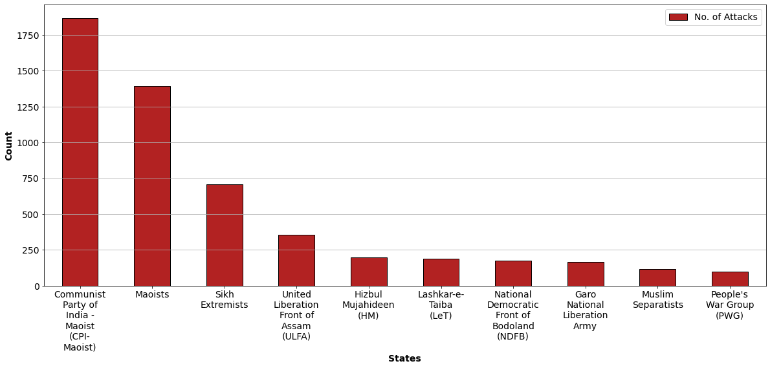 No. of Attacks
1750
1500
1250
1000
750
500
250
0
Count
Communist
Party of
India -
Maoist
(CPI-
Maoist)
Maoists
Sikh
Extremists
United
Liberation
Front of
Assam
(ULFA)
Hizbul
Mujahideen
(HM)
Lashkar-e-
Taiba
(LeT)
National
Democratic
Front of
Bodoland
(NDFB)
Garo
National
Liberation
Army
Muslim
Separatists
People's
War Group
(PWG)
States